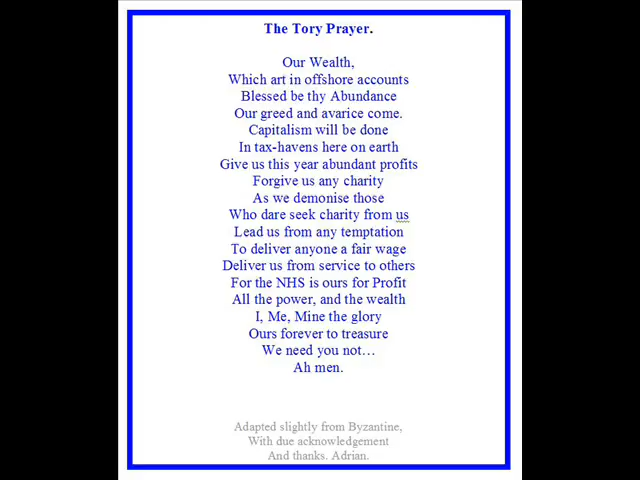 The Tory Prayer.
Our Wealth,
Which art in offshore accounts
Blessed be thy Abundance
Our greed and avarice come.
Capitalism will be done
In tax-havens here on earth
Give us this year abundant profits
Forgive us any charity
As we demonise those
Who dare seek charity from us
Lead us from any temptation
To deliver anyone a fair wage
Deliver us from service to others
For the NHS is ours for Profit
All the power, and the wealth
I, Me, Mine the glory
Ours forever to treasure
We need you not…
Ah men.
Adapted slightly from Byzantine,
With due acknowledgement
And thanks. Adrian.